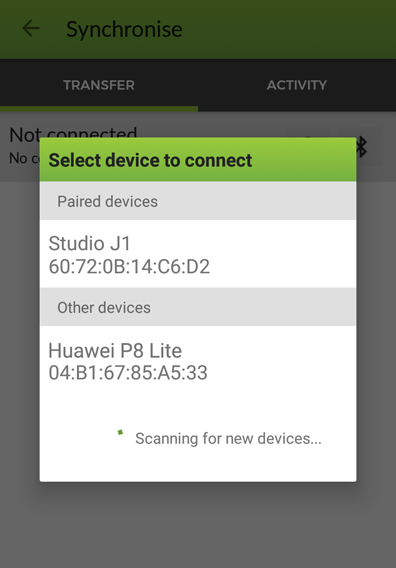 Synchronise
TRANSFER ACTIVITY
Not connected
No c
Select device to connect
Paired devices
Studio J1
60:72:0B:14:C6:D2
Other devices
Huawei P8 Lite
04:B1:67:85:A5:33
Scanning for new devices...